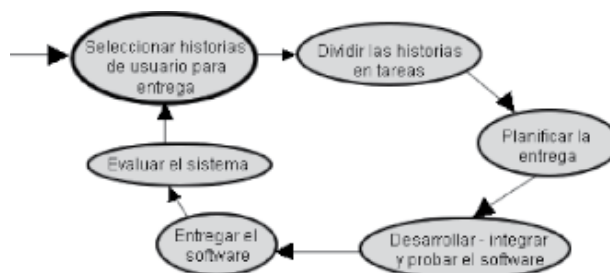 Seleccionar historias
de usuario para
entrega
Dividir las historias
en tareas
Planificar la
entrega
Desarrollar - integrar
y probar el software
Entregar el
software
Evaluar el sistema